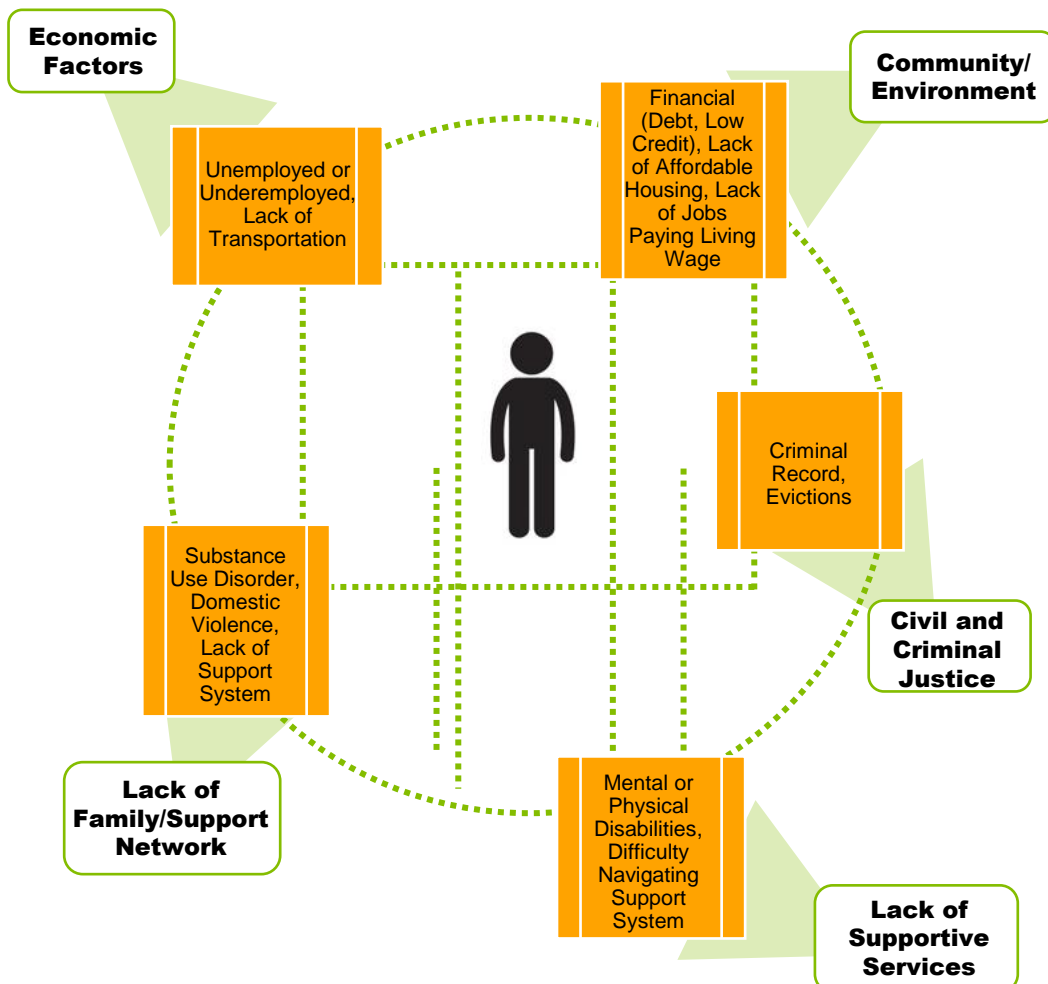 Economic
Factors
Community/
Environment
Unemployed or
Underemployed,
Lack of
Transportation
Financial
(Debt, Low
Credit), Lack
of Affordable
Housing, Lack
of Jobs
Paying Living
Wage
Criminal
Record,
Evictions
Substance
Use Disorder,
Domestic
Violence,
Lack of
Support
System
Civil and
Criminal
Justice
Lack of
Family/Support
Network
Mental or
Physical
Disabilities,
Difficulty
Navigating
Support
System
Lack of
Supportive
Services